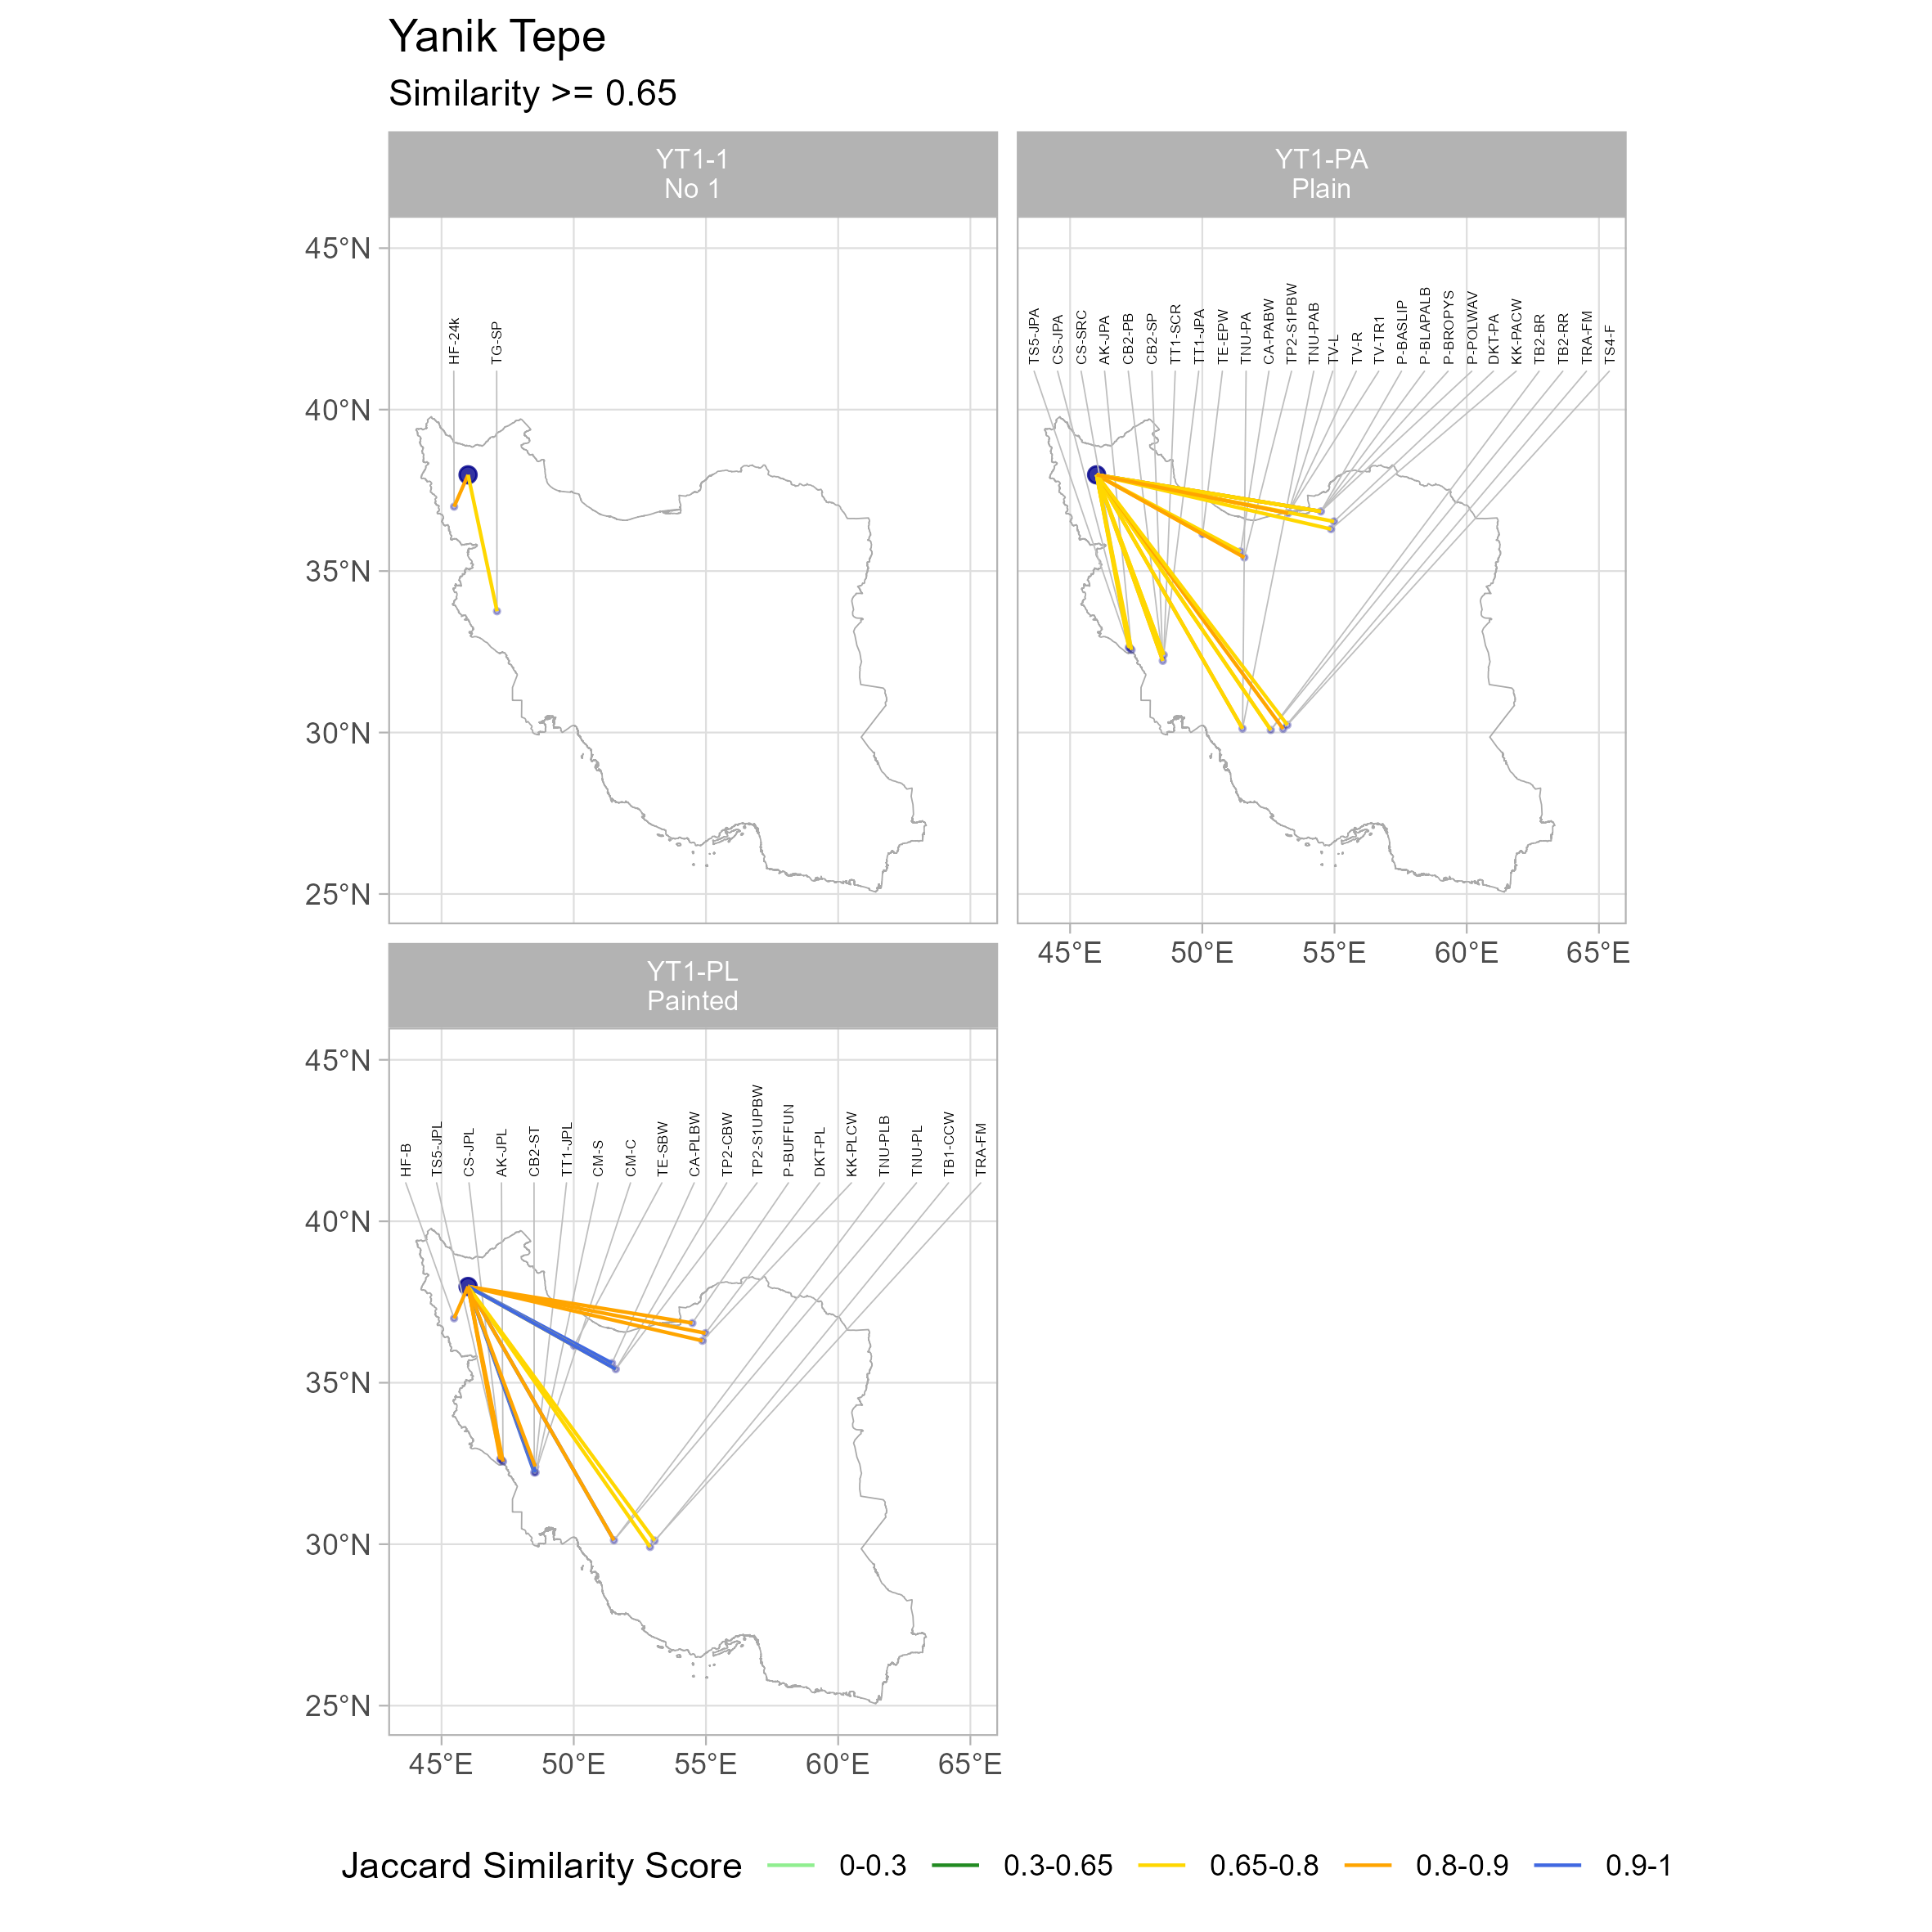 Yanik Tepe
Similarity >= 0.65
YT1-1
No 1
YT1-PA
Plain
45°N
40°N
35°N
30°N
25°N
HF-24k
TG-SP
TS5-JPA
CS-JPA
CS-SRC
AK-JPA
CB2-PB
CB2-SP
TT1-SCR
TT1-JPA
TE-EPW
TNU-PA
CA-PABW
TP2-S1PBW
TNU-PAB
TV-L
TV-R
TV-TR1
P-BASLIP
P-BLAPALB
P-BROPYS
P-POLWAV
DKT-PA
KK-PACW
TB2-BR
TB2-RR
TRA-FM
TS4-F
45°E 50°E 55°E 60°E 65°E
YT1-PL
Painted
45°N
40°N
35°N
30°N
25°N
HF-B
TS5-JPL
CS-JPL
AK-JPL
CB2-ST
TT1-JPL
CM-S
CM-C
TE-SBW
CA-PLBW
TP2-CBW
TP2-S1UPBW
P-BUFFUN
DKT-PL
KK-PLCW
TNU-PLB
TNU-PL
TB1-CCW
TRA-FM
45°E 50°E 55°E 60°E 65°E
Jaccard Similarity Score 0-0.3 0.3-0.65 0.65-0.8 0.8-0.9 0.9-1